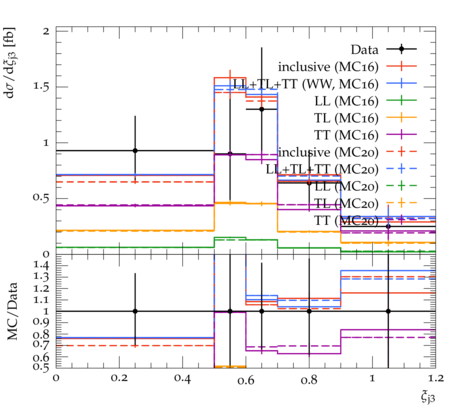 dσ/dξj3 [fb]
2
1.5
1
0.5
0
Data
inclusive (MC16)
LL+TL+TT (WW, MC16)
LL (MC16)
TL (MC16)
TT (MC16)
inclusive (MC20)
LL+TL+TT (MC20)
LL (MC20)
TL (MC20)
TT (MC20)
MC/Data
1.4
1.3
1.2
1.1
1
0.9
0.8
0.7
0.6
0.5
0 0.2 0.4 0.6 0.8 1 1.2
ξj3